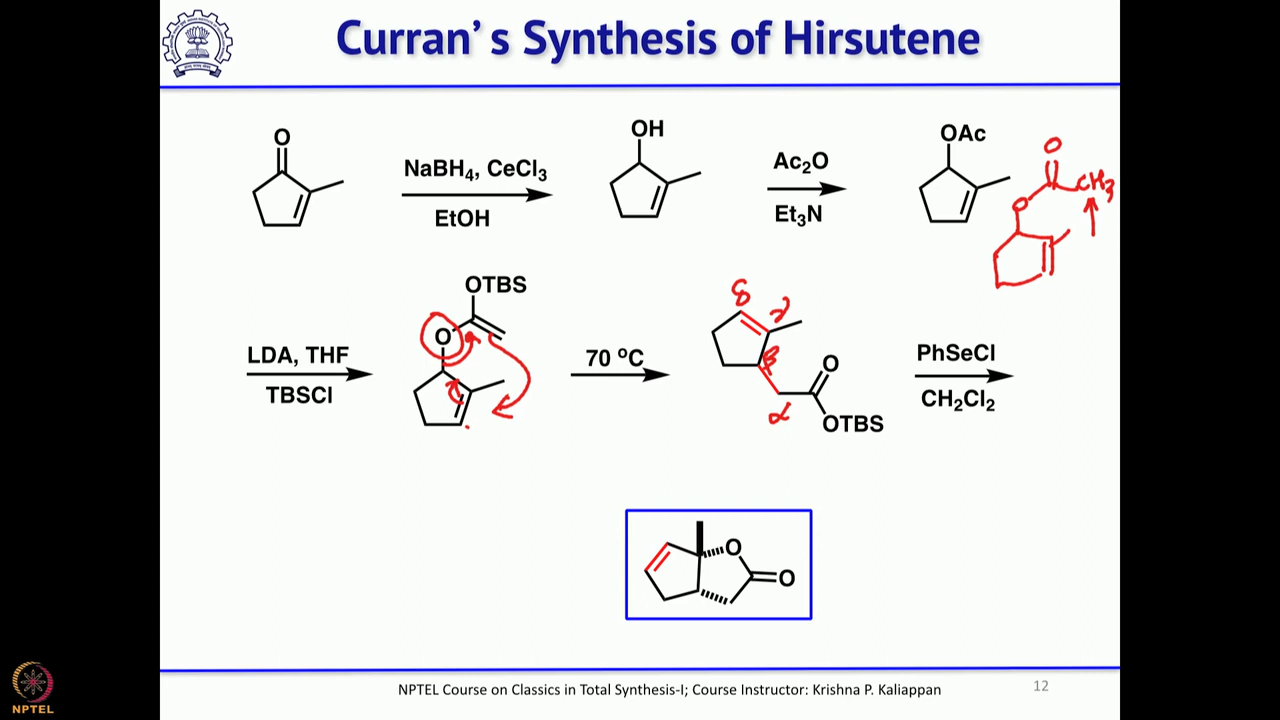 Curran's Synthesis of Hirsutene
O
NaBH4, CeCl3
EtOH
OH
Ac2O
Et3N
OAc
O
O
CH3
LDA, THF
TBSCl
OTBS
O
70 ºC
δ
γ
β
α
O
OTBS
PhSeCl
CH2Cl2
O
O
NPTEL Course on Classics in Total Synthesis-I; Course Instructor: Krishna P. Kaliappan
12
NPTEL